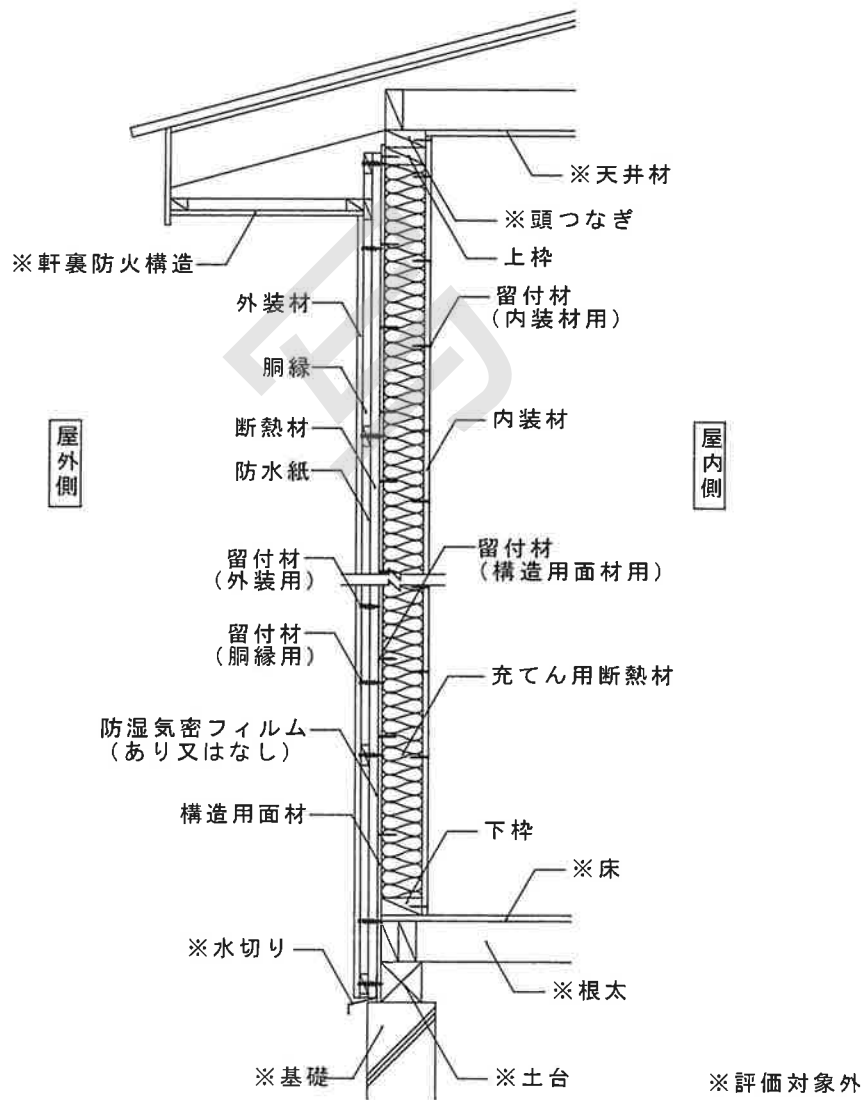 ※天井材
※頭つなぎ
上枠
※軒裏防火構造
外装材
留付材
(内装材用)
胴縁
断熱材
内装材
防水紙
屋外側
屋内側
留付材
(外装用)
留付材
(構造用面材用)
留付材
(胴縁用)
充てん用断熱材
防湿気密フィルム
(あり又はなし)
構造用面材
下枠
※床
※水切り
※根太
※基礎
※土台
※評価対象外
写